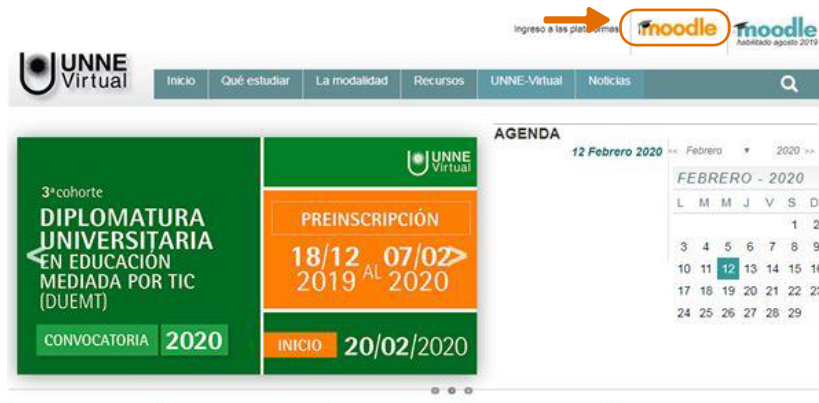 Ingreso a las plataformas
moodle
moodle
habilitado agosto 2019
UNNE
Virtual
Inicio Qué estudiar La modalidad Recursos UNNE-Virtual Noticias
AGENDA
12 Febrero 2020
<< Febrero 2020 >>
FEBRERO - 2020
L M M J V S D
1 2
3 4 5 6 7 8 9
10 11 12 13 14 15 16
17 18 19 20 21 22 23
24 25 26 27 28 29
3ª cohorte
DIPLOMATURA
UNIVERSITARIA
EN EDUCACIÓN
MEDIADA POR TIC
(DUEMT)
CONVOCATORIA 2020
UNNE
Virtual
PREINSCRIPCIÓN
18/12 AL 07/02
2019 2020
INICIO 20/02/2020